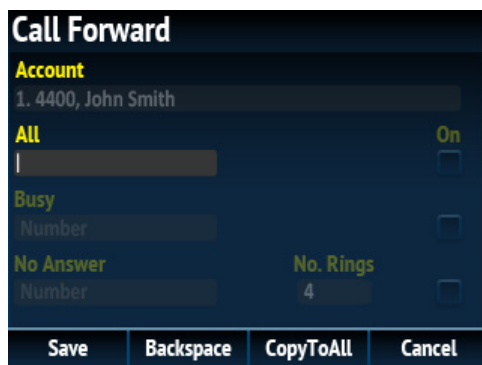 Call Forward
Account
1. 4400, John Smith
All On
Busy
Number
No Answer No. Rings
Number 4
Save Backspace CopyToAll Cancel